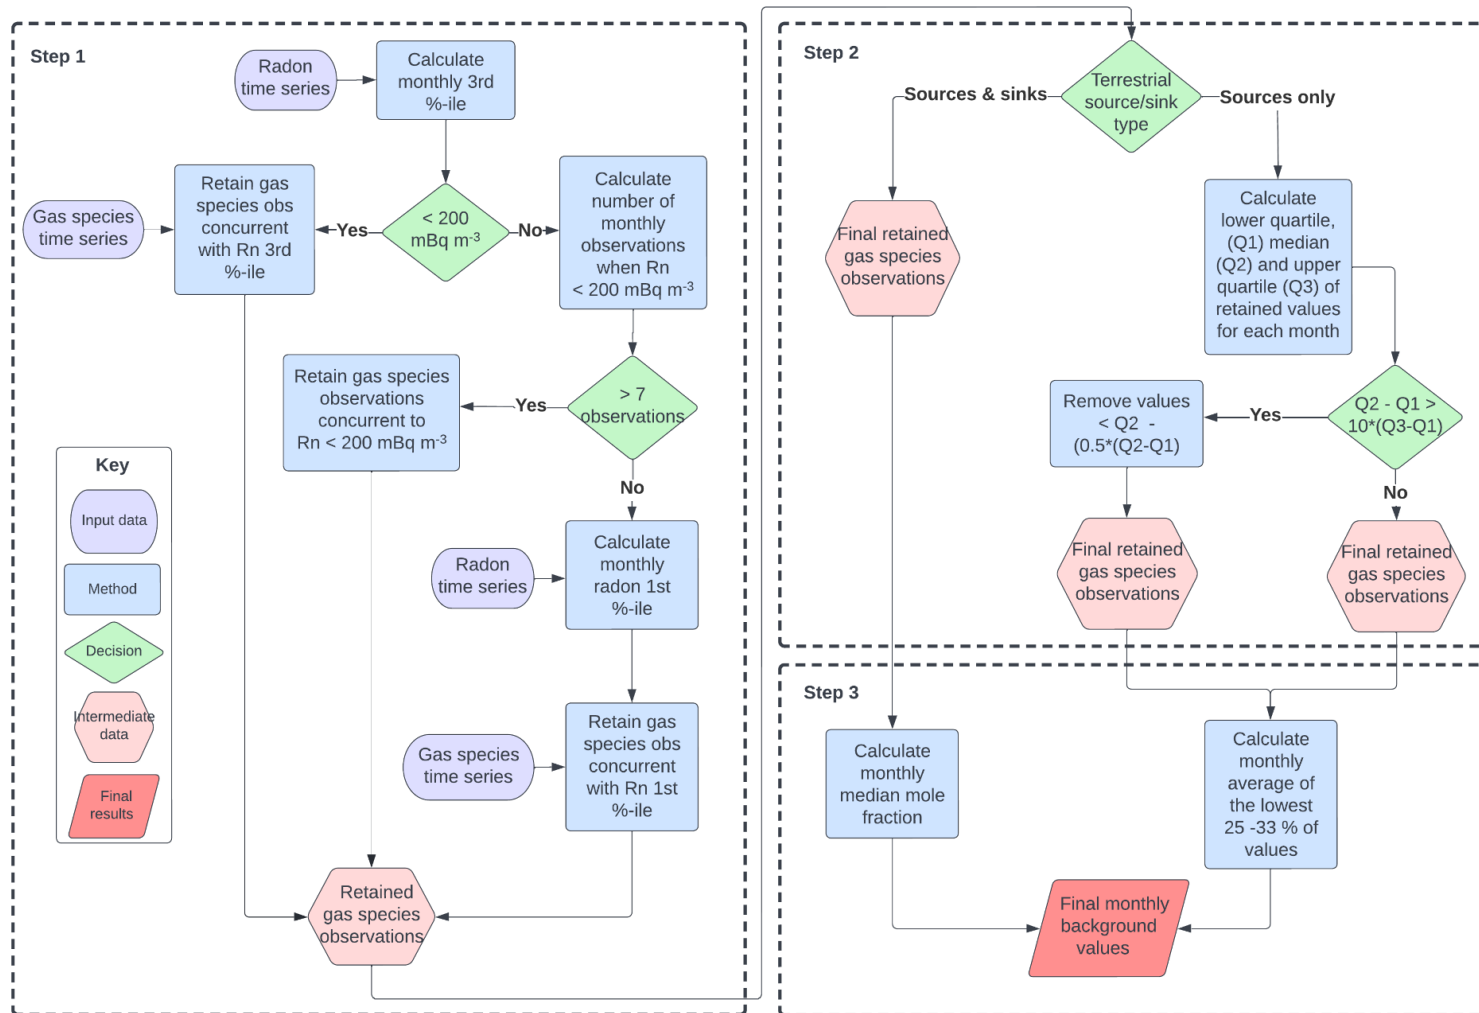 Step 1
Radon
time series
Calculate
monthly 3rd
%-ile
Gas species
time series
Retain gas
species obs
concurrent
with Rn 3rd
%-ile
Yes
< 200
mBq m⁻³
No
Calculate
number of
monthly
observations
when Rn
< 200 mBq m⁻³
Retain gas species
observations
concurrent to
Rn < 200 mBq m⁻³
Yes
> 7
observations
No
Key
Input data
Method
Decision
Intermediate
data
Final
results
Radon
time series
Calculate
monthly
radon 1st
%-ile
Gas species
time series
Retain gas
species obs
concurrent
with Rn 1st
%-ile
Retained
gas species
observations
Step 2
Terrestrial
source/sink
type
Sources & sinks
Sources only
Final retained
gas species
observations
Calculate
lower quartile,
(Q1) median
(Q2) and upper
quartile (Q3) of
retained values
for each month
Q2 - Q1 >
10*(Q3-Q1)
Yes
Remove values
< Q2 -
(0.5*(Q2-Q1)
No
Final retained
gas species
observations
Final retained
gas species
observations
Step 3
Calculate
monthly
median mole
fraction
Calculate
monthly
average of
the lowest
25 -33 % of
values
Final monthly
background
values